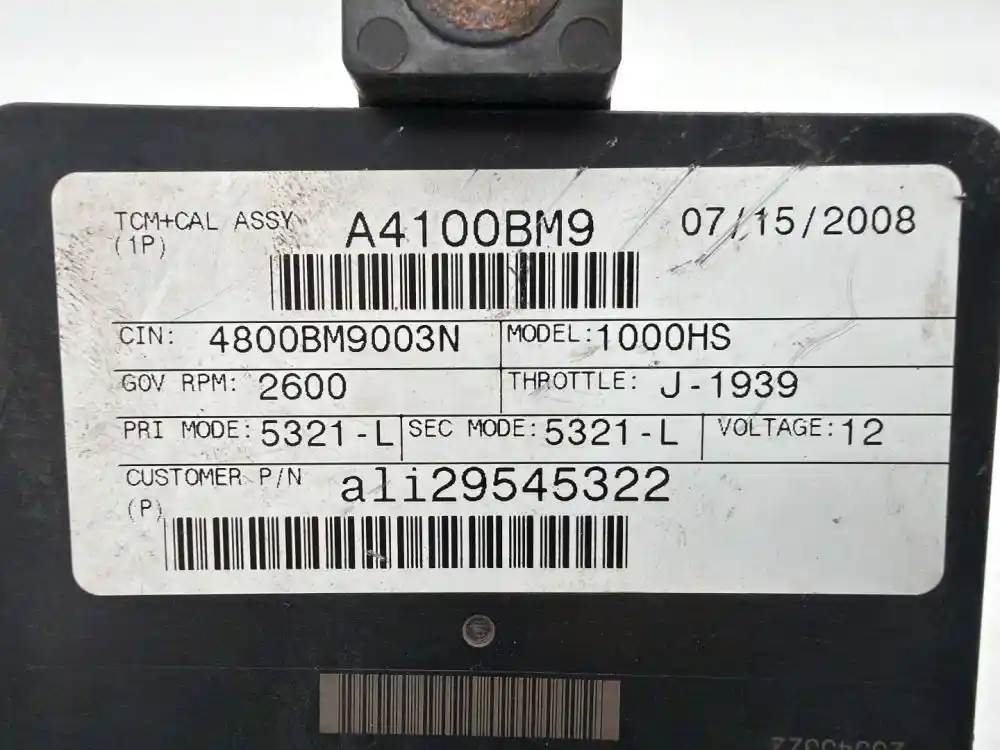 TCM+CAL ASSY A4100BM9 07/15/2008
(1P)
CIN: 4800BM9003N MODEL: 1000HS
GOV RPM: 2600 THROTTLE: J-1939
PRI MODE: 5321-L SEC MODE: 5321-L VOLTAGE: 12
CUSTOMER P/N ali29545322
(P)